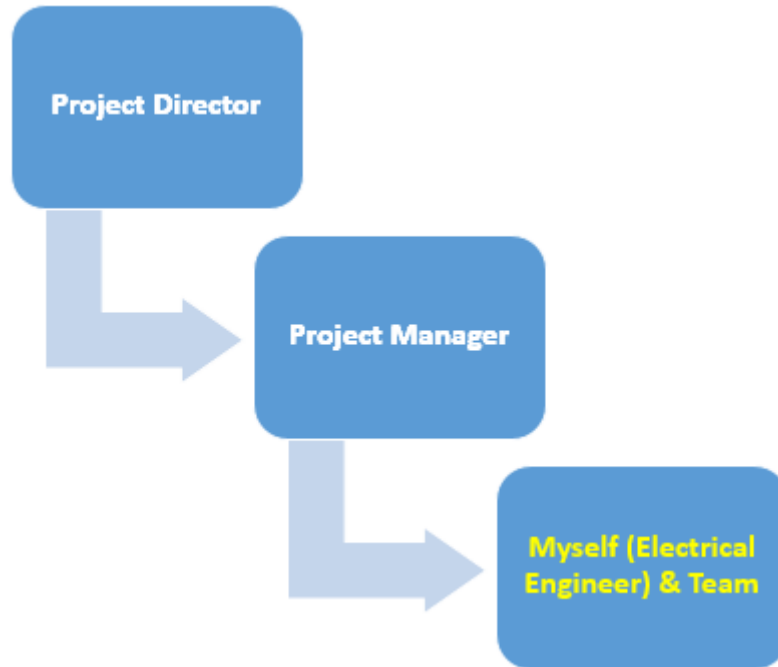 Project Director
Project Manager
Myself (Electrical
Engineer) & Team